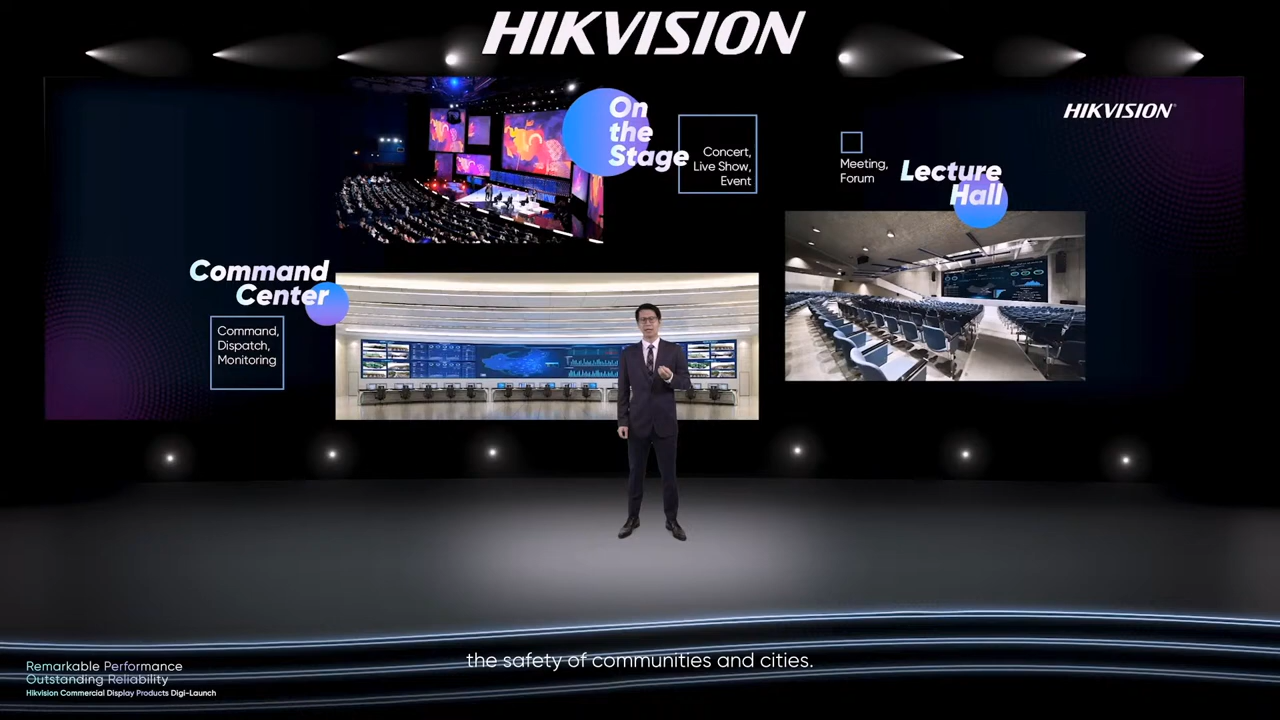 HIKVISION
HIKVISION
On
the
Stage
Concert,
Live Show,
Event
Meeting,
Forum
Lecture
Hall
Command
Center
Command,
Dispatch,
Monitoring
the safety of communities and cities.
Remarkable Performance
Outstanding Reliability
Hikvision Commercial Display Products Digi-Launch